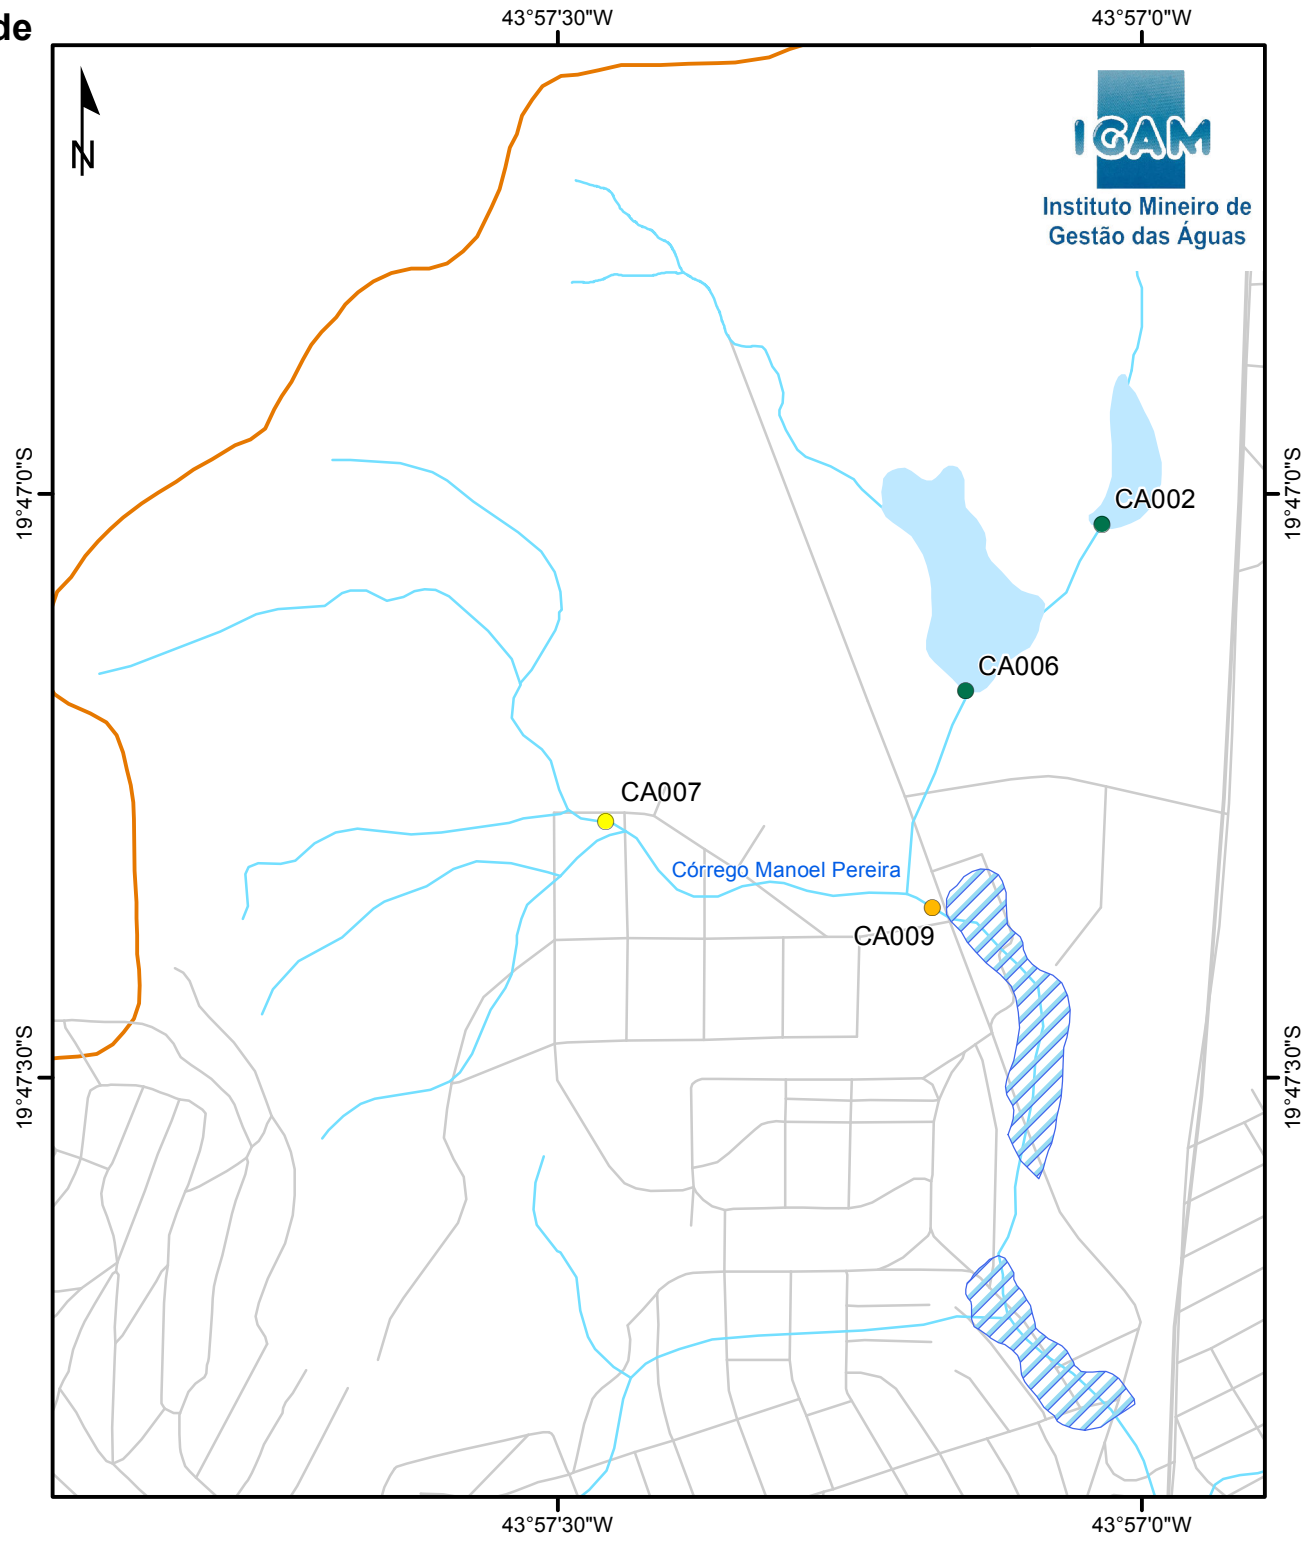 de
43°57'30"W
43°57'0"W
N
IGAM
Instituto Mineiro de
Gestão das Águas
19°47'0"S
19°47'0"S
CA002
CA006
CA007
Córrego Manoel Pereira
CA009
19°47'30"S
19°47'30"S
43°57'30"W
43°57'0"W